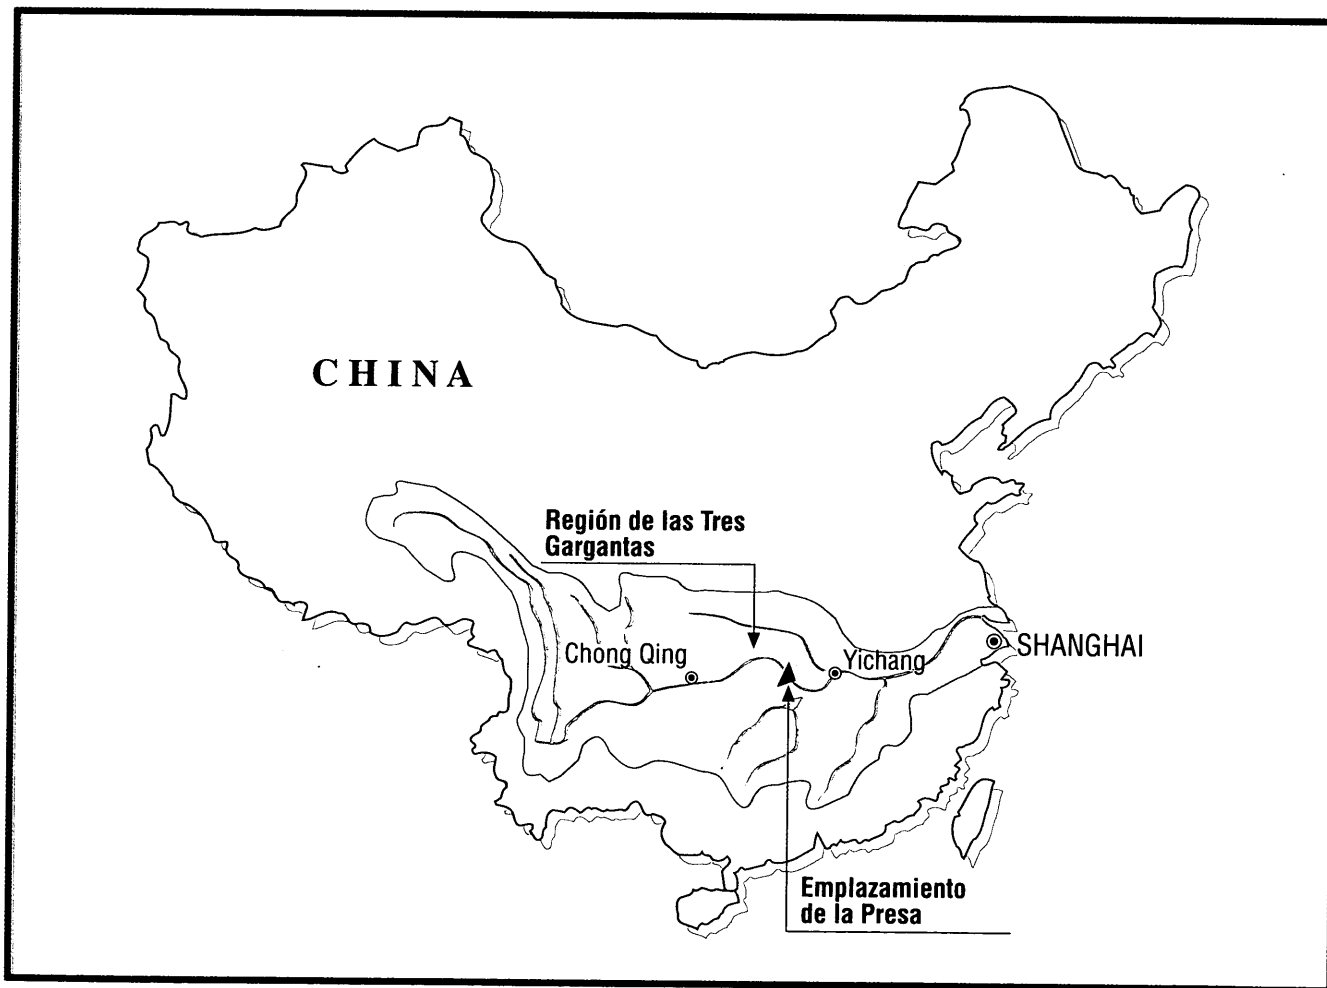 CHINA
Región de las Tres
Gargantas
Chong Qing
Yichang
SHANGHAI
Emplazamiento
de la Presa